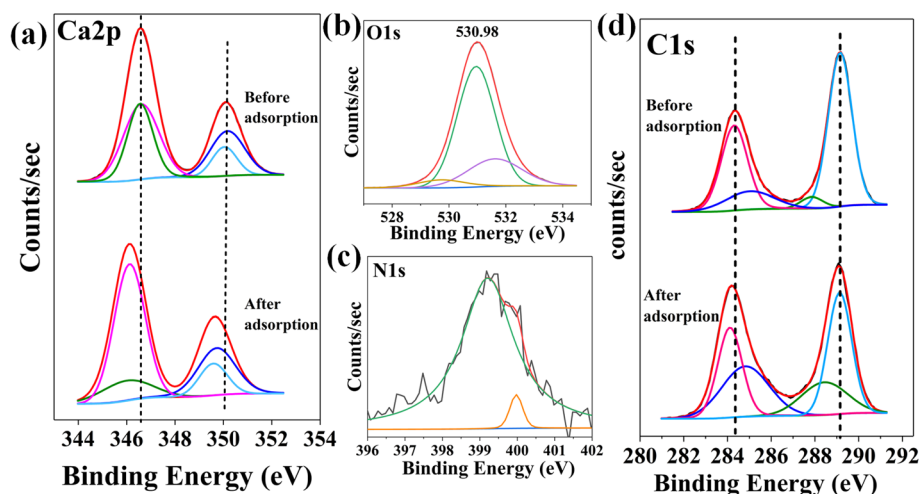 (a)
Ca2p
Before
adsorption
After
adsorption
Counts/sec
344 346 348 350 352 354
Binding Energy (eV)
(b)
O1s
530.98
Counts/sec
528 530 532 534
Binding Energy (eV)
(c)
N1s
Counts/sec
396 397 398 399 400 401 402
Binding Energy (eV)
(d)
C1s
Before
adsorption
After
adsorption
counts/sec
280 282 284 286 288 290 292
Binding Energy (eV)